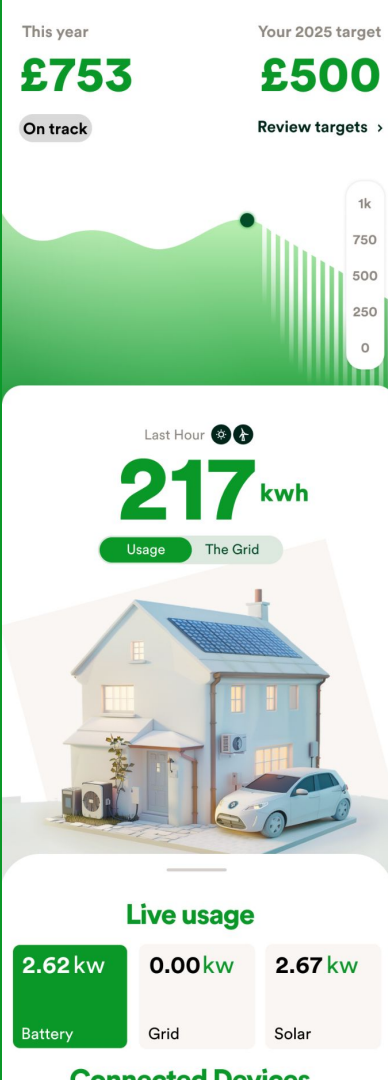 This year
Your 2025 target
£753
£500
On track
Review targets ›
1k
750
500
250
0
Last Hour
217 kwh
Usage
The Grid
Live usage
2.62 kw
0.00 kw
2.67 kw
Battery
Grid
Solar
Connected Devices